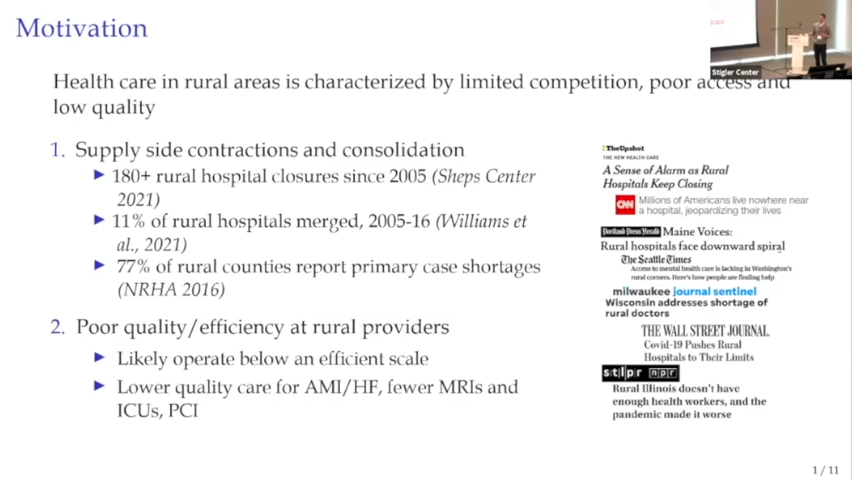 Motivation
Stigler Center
Health care in rural areas is characterized by limited competition, poor access and
low quality
1. Supply side contractions and consolidation
180+ rural hospital closures since 2005 (Sheps Center
2021)
11% of rural hospitals merged, 2005-16 (Williams et
al., 2021)
77% of rural counties report primary case shortages
(NRHA 2016)
2. Poor quality/efficiency at rural providers
Likely operate below an efficient scale
Lower quality care for AMI/HF, fewer MRIs and
ICUs, PCI
TheUpshot
THE NEW HEALTH CARE
A Sense of Alarm as Rural
Hospitals Keep Closing
CNN
Millions of Americans live nowhere near
a hospital, jeopardizing their lives
Portland Press Herald Maine Voices:
Rural hospitals face downward spiral
The Seattle Times
Access to mental health care is lacking in Washington's
rural corners. Here's how people are finding help
milwaukee journal sentinel
Wisconsin addresses shortage of
rural doctors
THE WALL STREET JOURNAL.
Covid-19 Pushes Rural
Hospitals to Their Limits
st|pr npr
Rural Illinois doesn't have
enough health workers, and the
pandemic made it worse
1 / 11